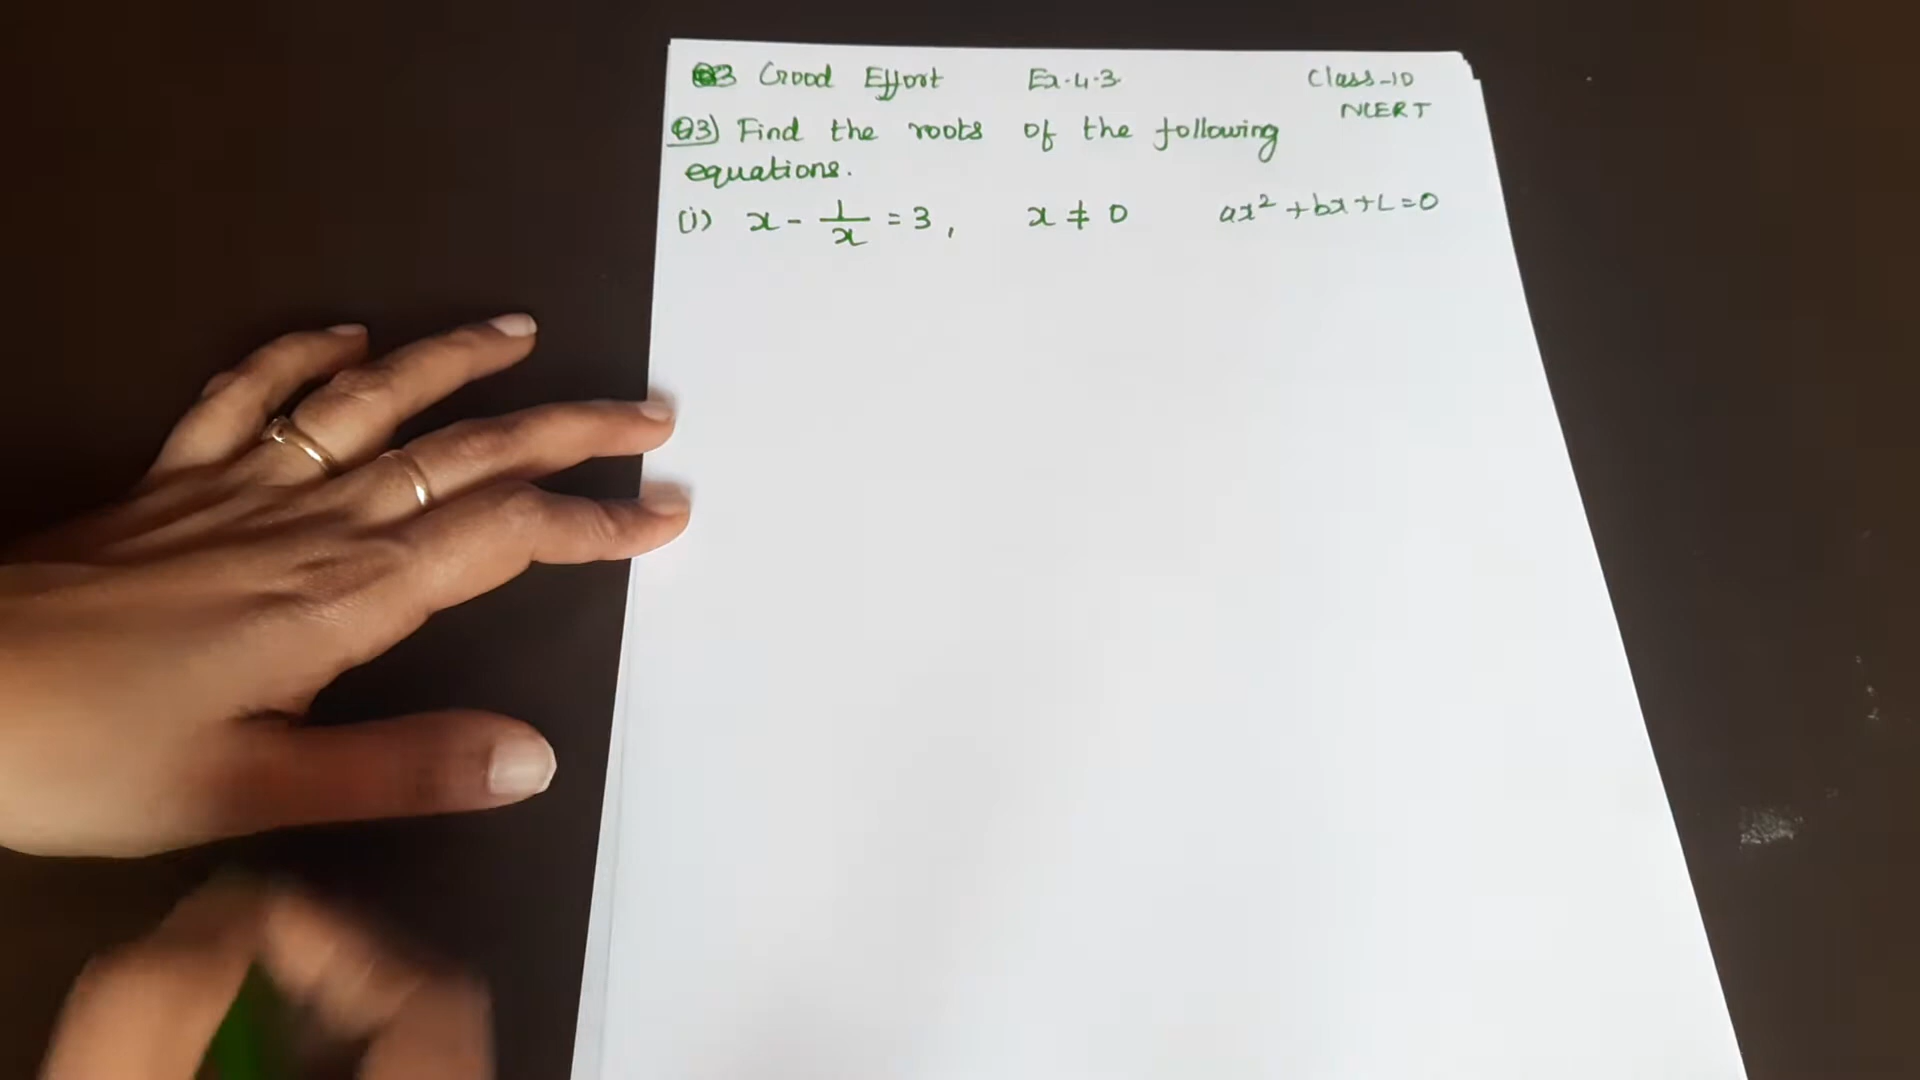 Good Effort Ex.4.3 Class-10
NCERT
Q3) Find the roots of the following
equations.
(i) x - 1/x = 3, x ≠ 0 ax² + bx + c = 0